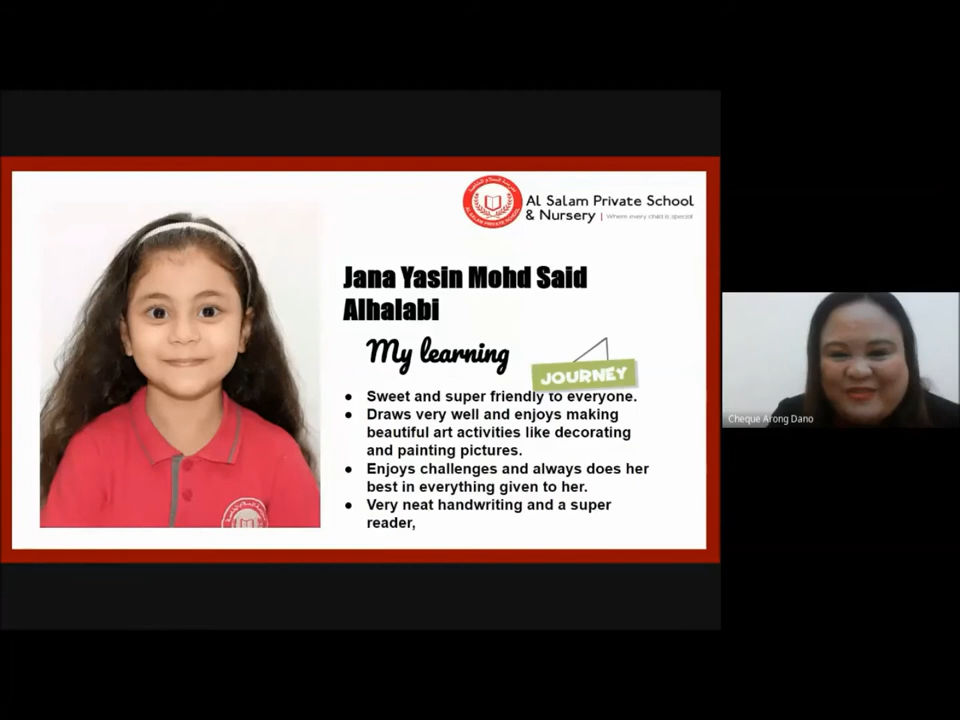 Al Salam Private School
& Nursery | Where every child is special
Jana Yasin Mohd Said
Alhalabi
My learning
JOURNEY
● Sweet and super friendly to everyone.
● Draws very well and enjoys making
beautiful art activities like decorating
and painting pictures.
● Enjoys challenges and always does her
best in everything given to her.
● Very neat handwriting and a super
reader,
Cheque Arong Dano